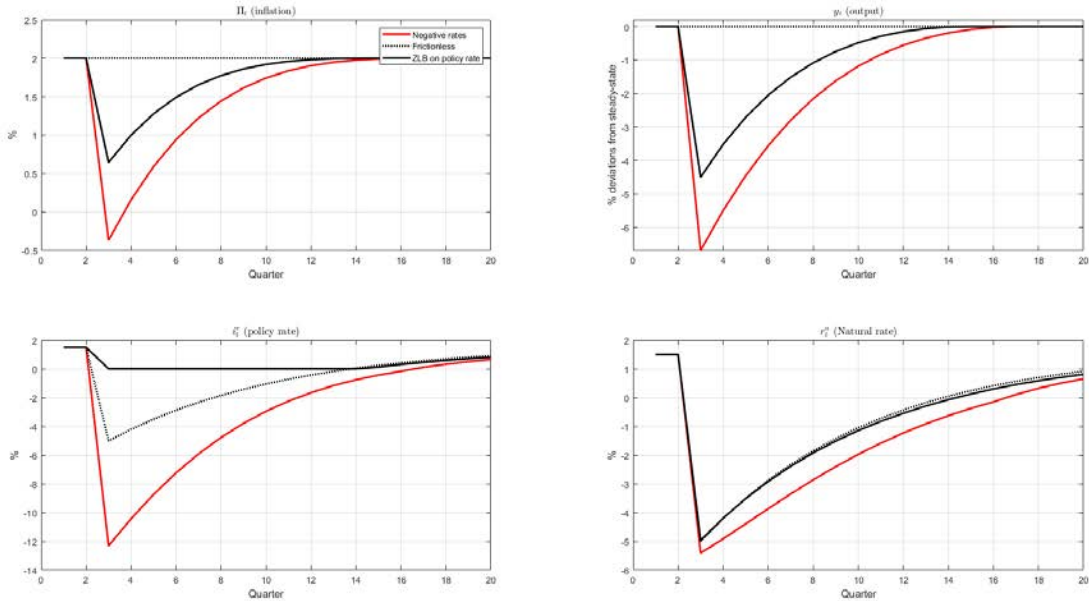 Πₜ (inflation)
2.5
2
1.5
1
0.5
0
-0.5
%
0 2 4 6 8 10 12 14 16 18 20
Quarter
Negative rates
Frictionless
ZLB on policy rate
yₜ (output)
0
-1
-2
-3
-4
-5
-6
% deviations from steady-state
0 2 4 6 8 10 12 14 16 18 20
Quarter
(policy rate)
2
0
-2
-4
-6
-8
-10
-12
-14
%
0 2 4 6 8 10 12 14 16 18 20
Quarter
rₜⁿ (Natural rate)
2
1
0
-1
-2
-3
-4
-5
-6
%
0 2 4 6 8 10 12 14 16 18 20
Quarter